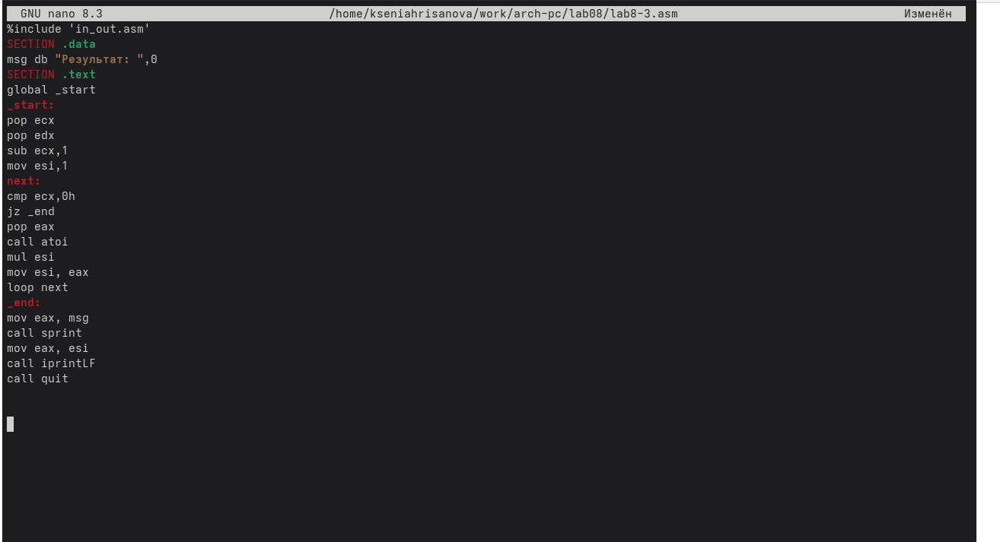 GNU nano 8.3 /home/kseniahrisanova/work/arch-pc/lab08/lab8-3.asm Изменён
%include 'in_out.asm'
SECTION .data
msg db "Результат: ",0
SECTION .text
global _start
_start:
pop ecx
pop edx
sub ecx,1
mov esi,1
next:
cmp ecx,0h
jz _end
pop eax
call atoi
mul esi
mov esi, eax
loop next
_end:
mov eax, msg
call sprint
mov eax, esi
call iprintLF
call quit